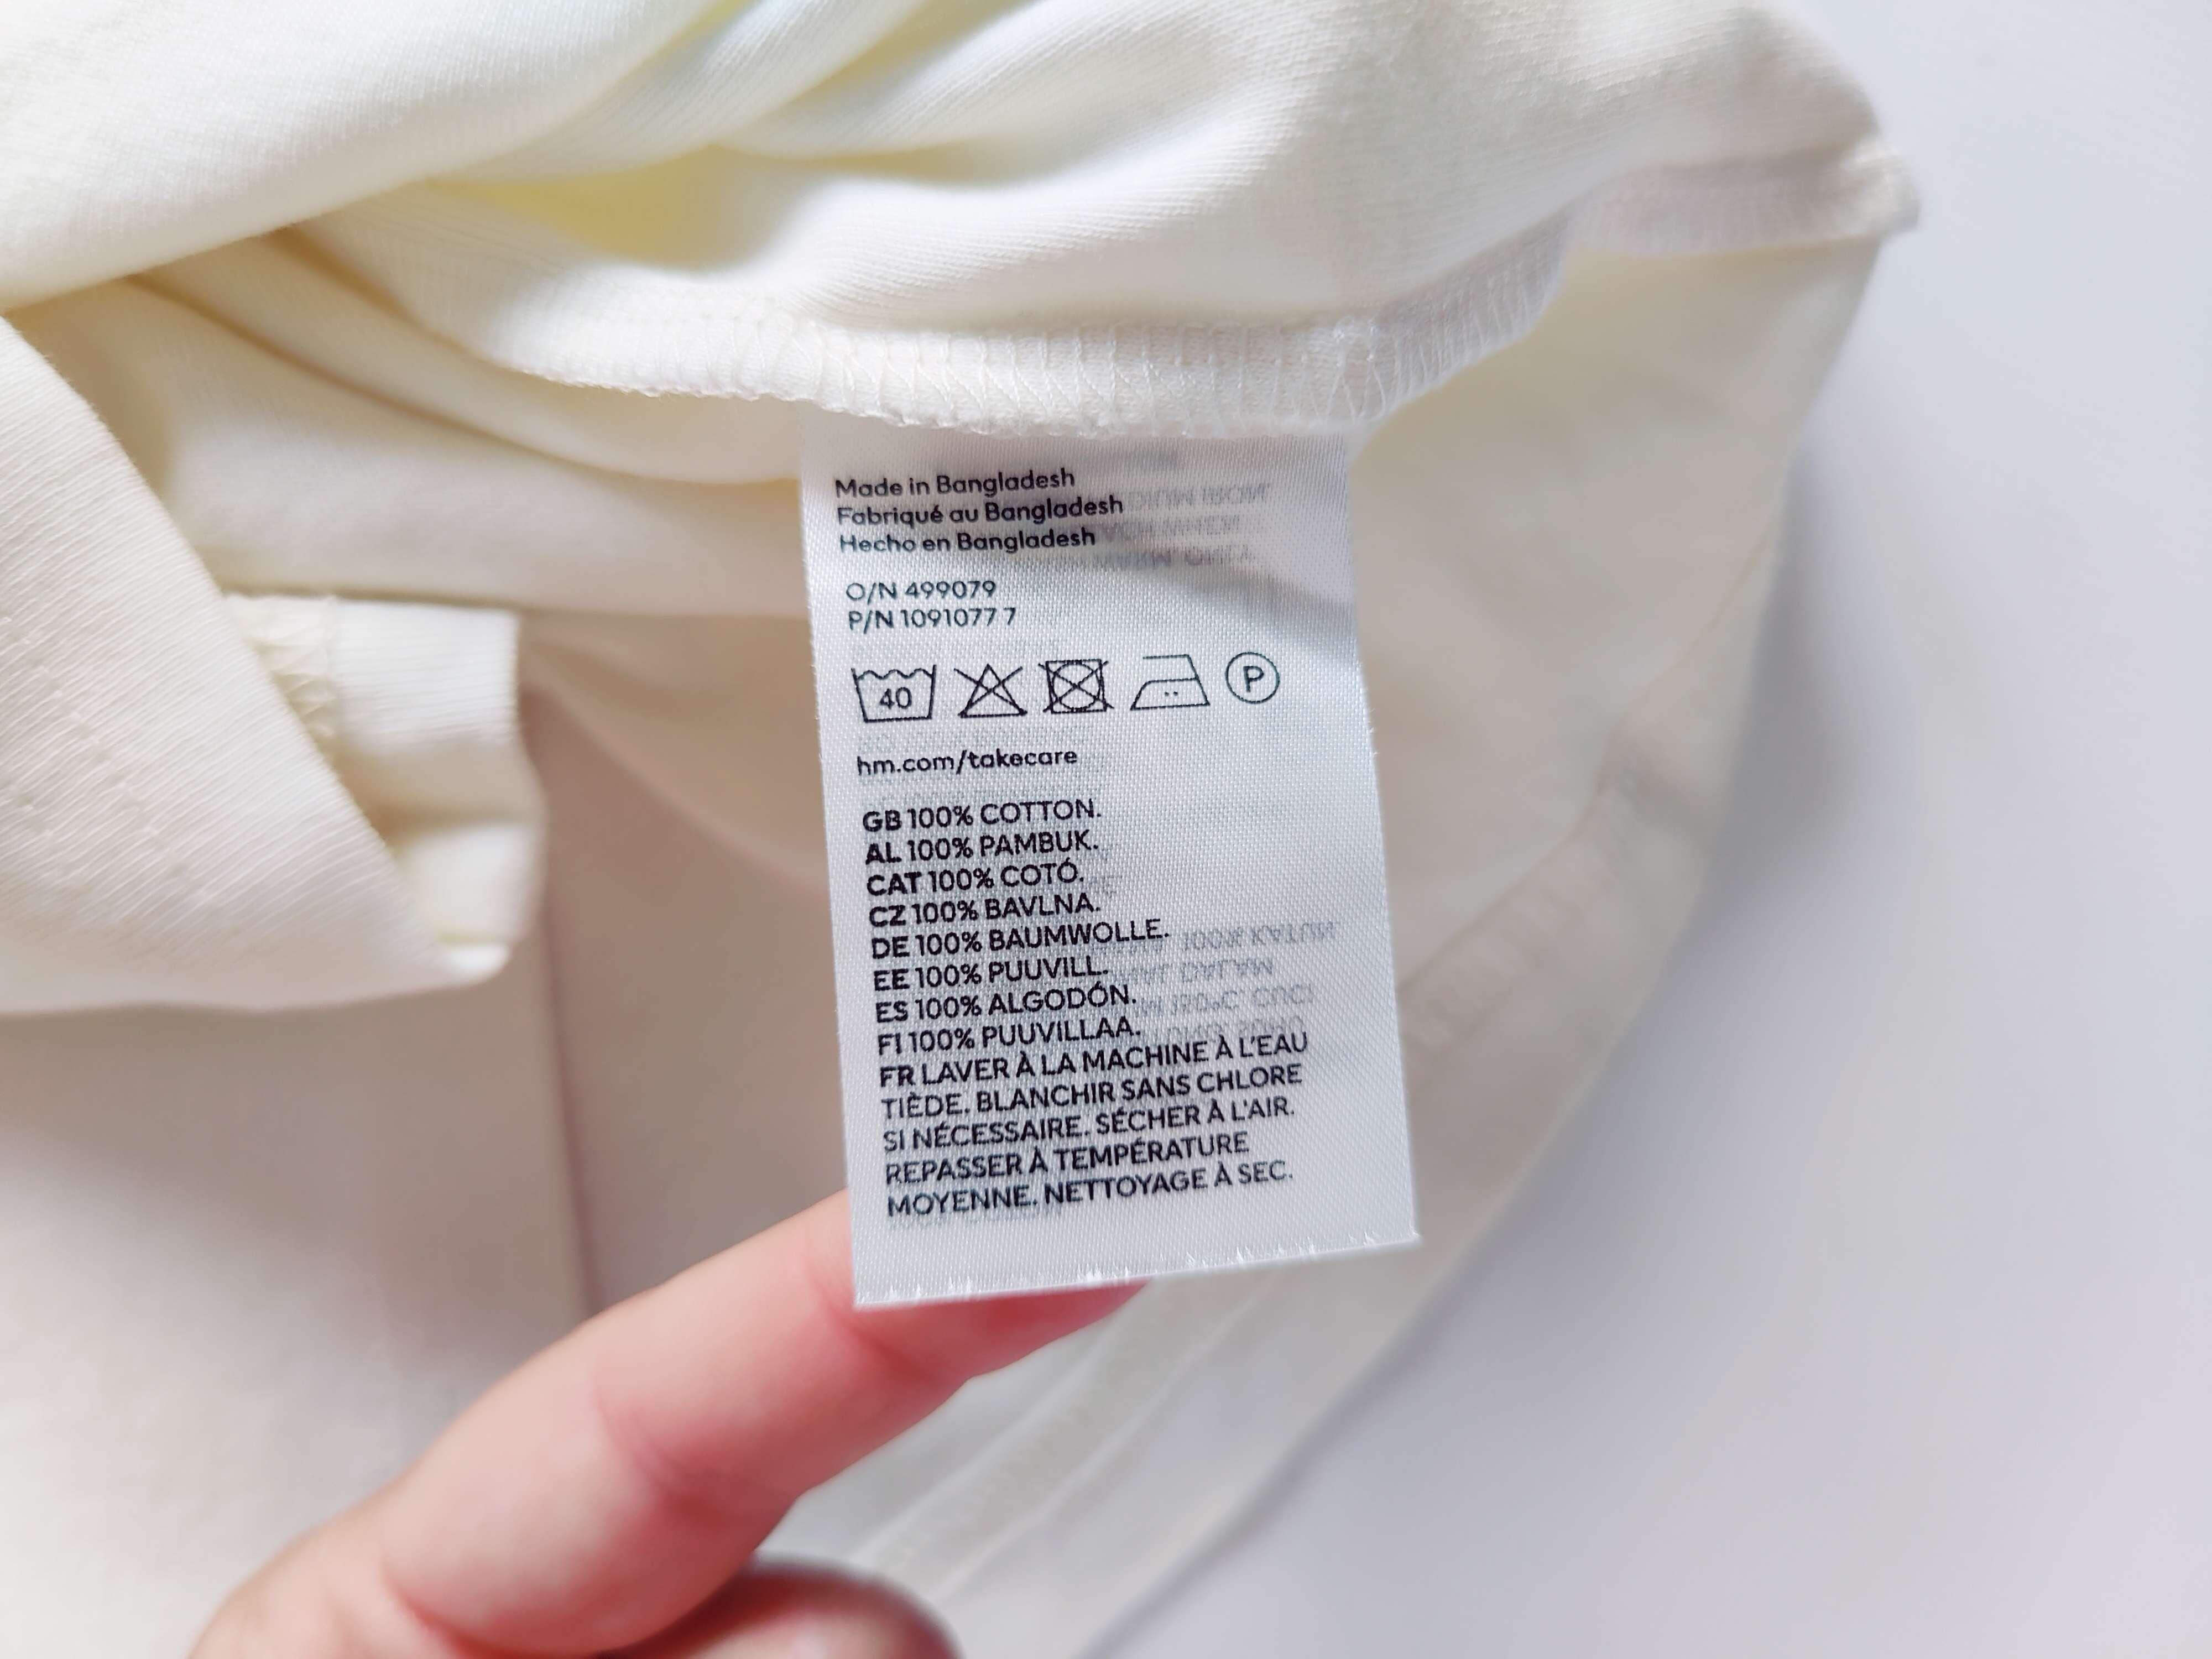 Made in Bangladesh
Fabriqué au Bangladesh
Hecho en Bangladesh
O/N 499079
P/N 1091077 7
40 P
hm.com/takecare
GB 100% COTTON.
AL 100% PAMBUK.
CAT 100% COTÓ.
CZ 100% BAVLNA.
DE 100% BAUMWOLLE.
EE 100% PUUVILL.
ES 100% ALGODÓN.
FI 100% PUUVILLAA.
FR LAVER À LA MACHINE À L'EAU
TIÈDE. BLANCHIR SANS CHLORE
SI NÉCESSAIRE. SÉCHER À L'AIR.
REPASSER À TEMPÉRATURE
MOYENNE. NETTOYAGE À SEC.